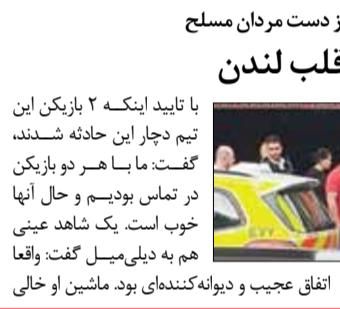 ز دست مردان مسلح
قلب لندن
با تایید اینکه ۲ بازیکن این
تیم دچار این حادثه شدند،
گفت: ما با هر دو بازیکن
در تماس بودیم و حال آنها
خوب است. یک شاهد عینی
هم به دیلی‌میل گفت: واقعا
اتفاق عجیب و دیوانه‌کننده‌ای بود. ماشین او خالی